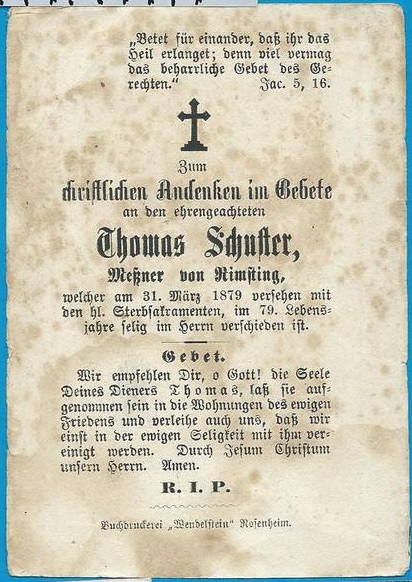 „Betet für einander, daß ihr das
Heil erlanget; denn viel vermag
das beharrliche Gebet des Ge-
rechten.“ Jac. 5, 16.
Zum
christlichen Andenken im Gebete
an den ehrengeachteten
Thomas Schuster,
Meßner von Rimsting,
welcher am 31. März 1879 versehen mit
den hl. Sterbsakramenten, im 79. Lebens-
jahre selig im Herrn verschieden ist.
Gebet.
Wir empfehlen Dir, o Gott! die Seele
Deines Dieners Thomas, laß sie auf-
genommen sein in die Wohnungen des ewigen
Friedens und verleihe auch uns, daß wir
einst in der ewigen Seligkeit mit ihm ver-
einigt werden. Durch Jesum Christum
unsern Herrn. Amen.
R. I. P.
Buchdruckerei „Wendelstein“ Rosenheim.